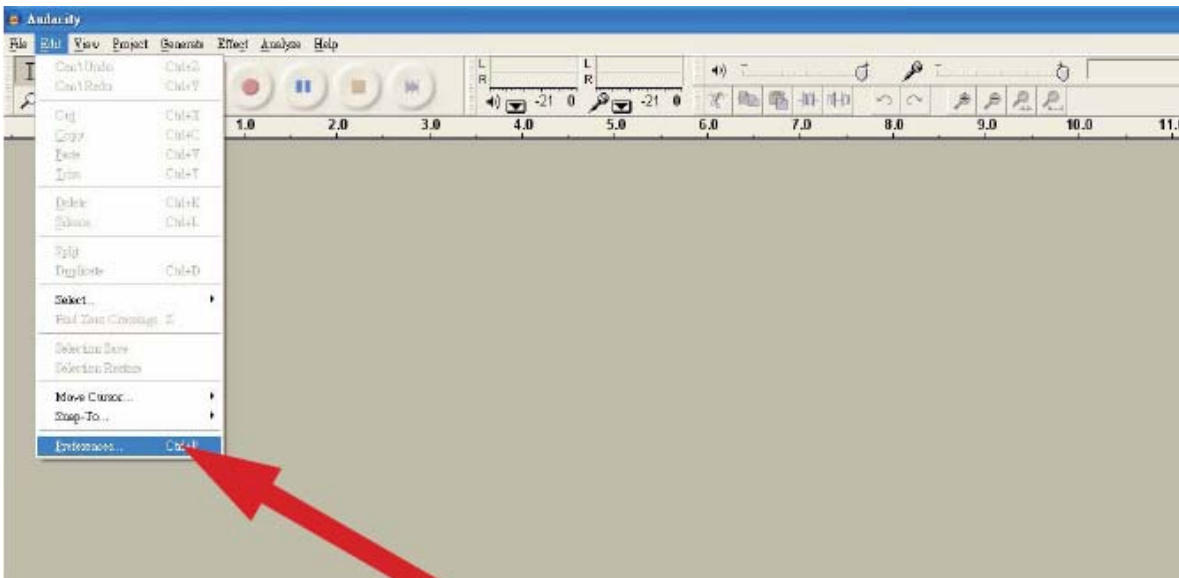 Audacity
File Edit View Project Generate Effect Analyze Help
Can't Undo Ctrl+Z
Can't Redo Ctrl+Y
Cut Ctrl+X
Copy Ctrl+C
Paste Ctrl+V
Trim Ctrl+T
Delete Ctrl+K
Silence Ctrl+L
Split
Duplicate Ctrl+D
Select...
Find Zero Crossings Z
Selection Save
Selection Restore
Move Cursor...
Snap-To...
Preferences...
L
R
-21 0
L
R
-21 0
1.0 2.0 3.0 4.0 5.0 6.0 7.0 8.0 9.0 10.0